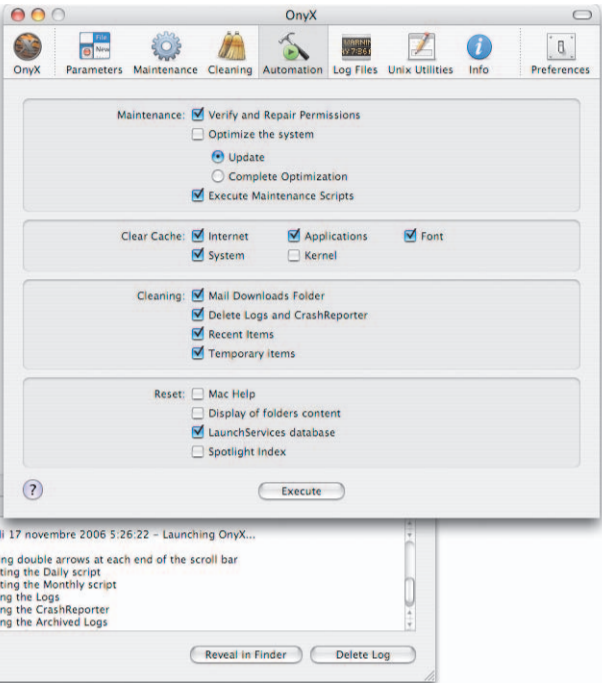 OnyX
File
New
OnyX Parameters Maintenance Cleaning Automation Log Files Unix Utilities Info Preferences
Maintenance: Verify and Repair Permissions
Optimize the system
Update
Complete Optimization
Execute Maintenance Scripts
Clear Cache: Internet Applications Font
System Kernel
Cleaning: Mail Downloads Folder
Delete Logs and CrashReporter
Recent Items
Temporary items
Reset: Mac Help
Display of folders content
LaunchServices database
Spotlight Index
? Execute
17 novembre 2006 5:26:22 – Launching OnyX...
double arrows at each end of the scroll bar
the Daily script
the Monthly script
the Logs
the CrashReporter
the Archived Logs
Reveal in Finder Delete Log